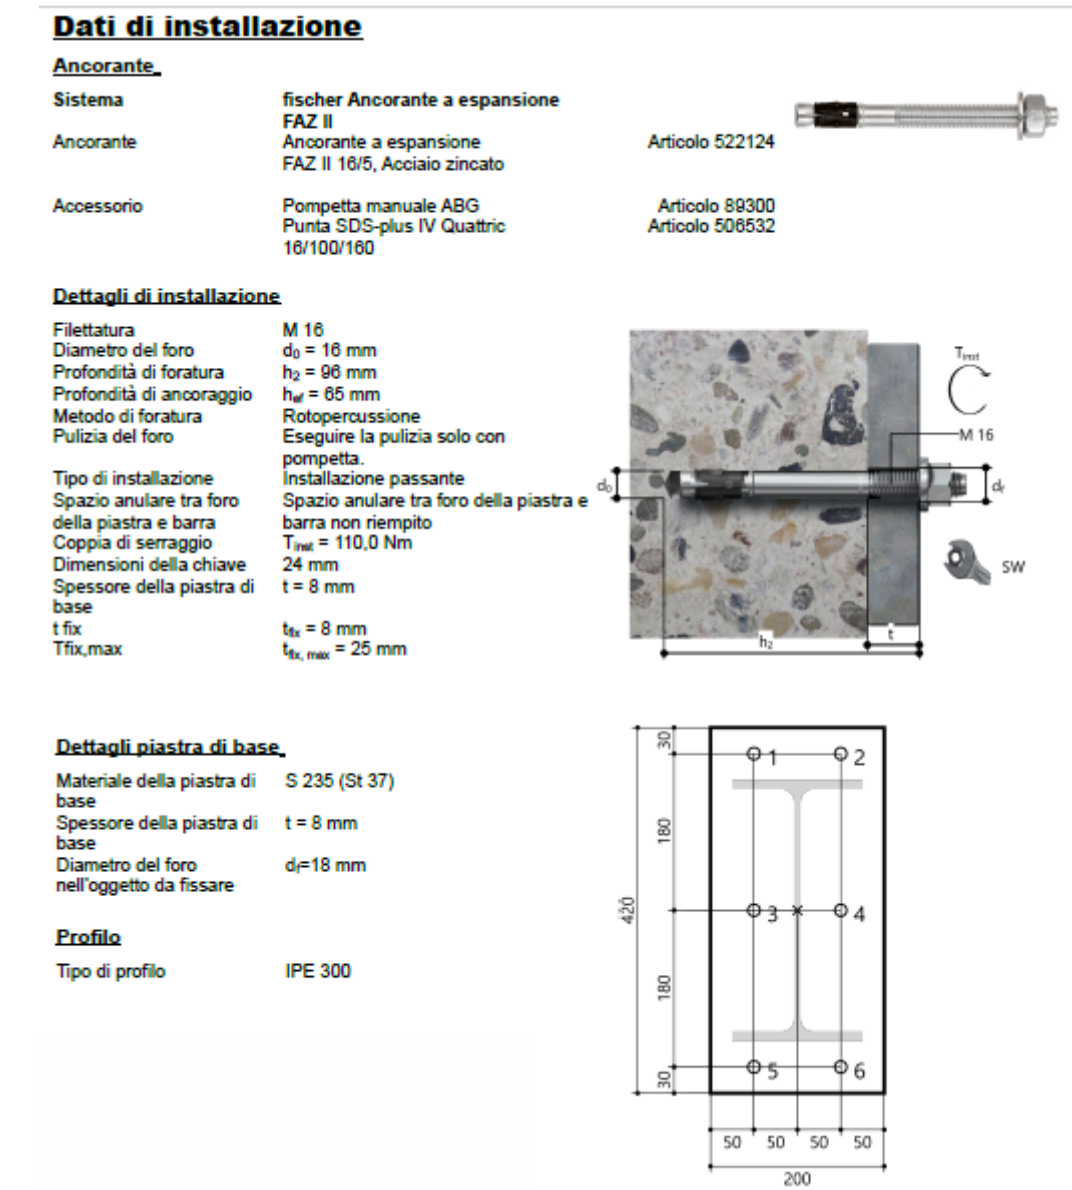 Dati di installazione
Ancorante
Sistema
fischer Ancorante a espansione
FAZ II
Ancorante
Ancorante a espansione
Articolo 522124
FAZ II 16/5, Acciaio zincato
Accessorio
Pompetta manuale ABG
Articolo 89300
Punta SDS-plus IV Quattric
Articolo 506532
16/100/160
Dettagli di installazione
Filettatura
M 16
Diametro del foro
d₀ = 16 mm
Profondità di foratura
h₂ = 96 mm
Profondità di ancoraggio
hef = 65 mm
Metodo di foratura
Rotopercussione
Pulizia del foro
Eseguire la pulizia solo con
pompetta.
Tipo di installazione
Installazione passante
Spazio anulare tra foro
Spazio anulare tra foro della piastra e
della piastra e barra
barra non riempito
Coppia di serraggio
Tinst = 110,0 Nm
Dimensioni della chiave
24 mm
Spessore della piastra di
t = 8 mm
base
t fix
tfix = 8 mm
Tfix,max
tfix, max = 25 mm
Tinst
M 16
d₀
df
SW
t
h₂
Dettagli piastra di base
Materiale della piastra di
S 235 (St 37)
base
Spessore della piastra di
t = 8 mm
base
Diametro del foro
df=18 mm
nell'oggetto da fissare
Profilo
Tipo di profilo
IPE 300
30
1
2
180
420
3
4
180
30
5
6
50 50 50 50
200